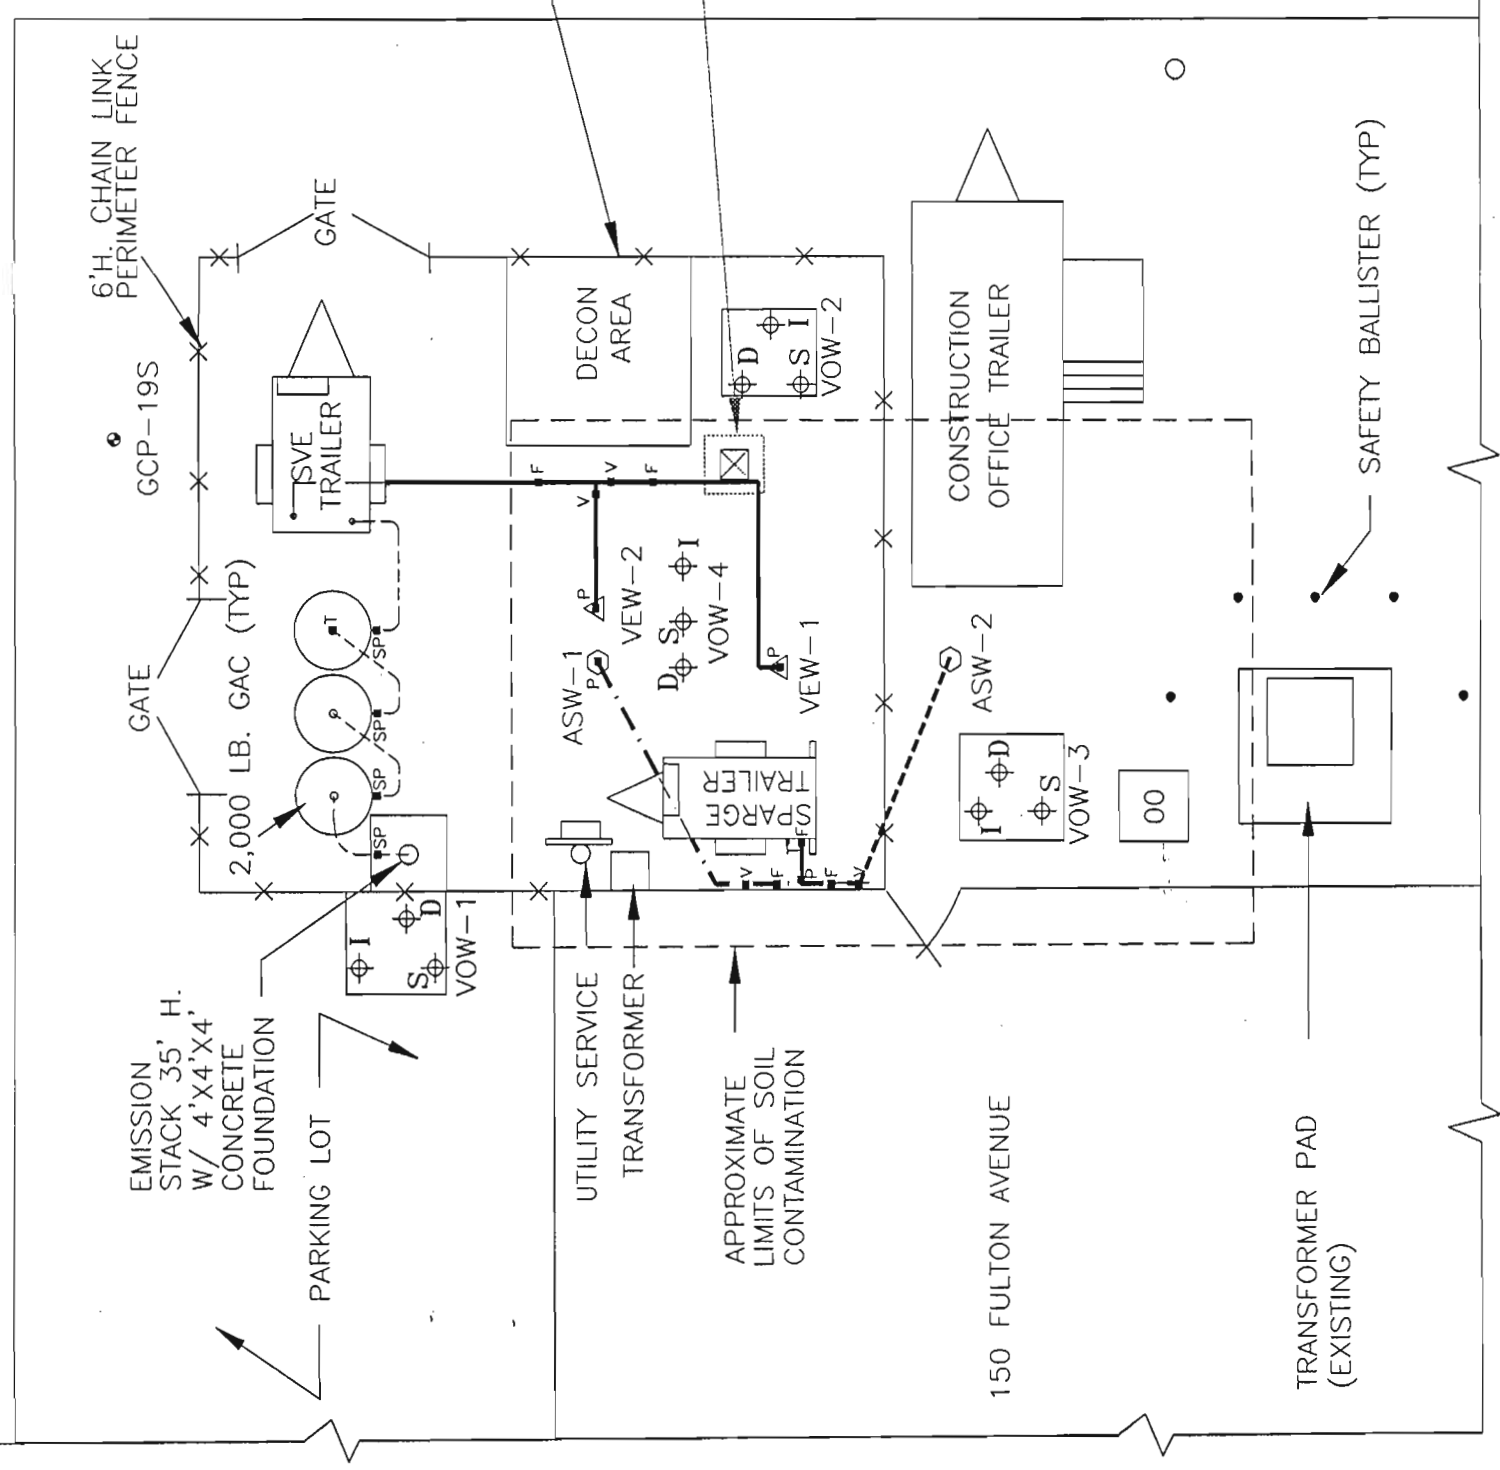 6'H. CHAIN LINK
PERIMETER FENCE
GATE
GCP-19S
SVE
TRAILER
DECON
AREA
D
I
S
VOW-2
CONSTRUCTION
OFFICE TRAILER
SAFETY BALLISTER (TYP)
GATE
2,000 LB. GAC (TYP)
T
SP
SP
SP
SP
F
V
F
V
P
VEW-2
I
S
D
VOW-4
P
VEW-1
ASW-1
P
ASW-2
SPARGE
TRAILER
I
D
S
VOW-3
OO
V
F
T
F
P
F
V
I
D
S
VOW-1
EMISSION
STACK 35' H.
W/ 4'X4'X4'
CONCRETE
FOUNDATION
PARKING LOT
UTILITY SERVICE
TRANSFORMER
APPROXIMATE
LIMITS OF SOIL
CONTAMINATION
150 FULTON AVENUE
TRANSFORMER PAD
(EXISTING)